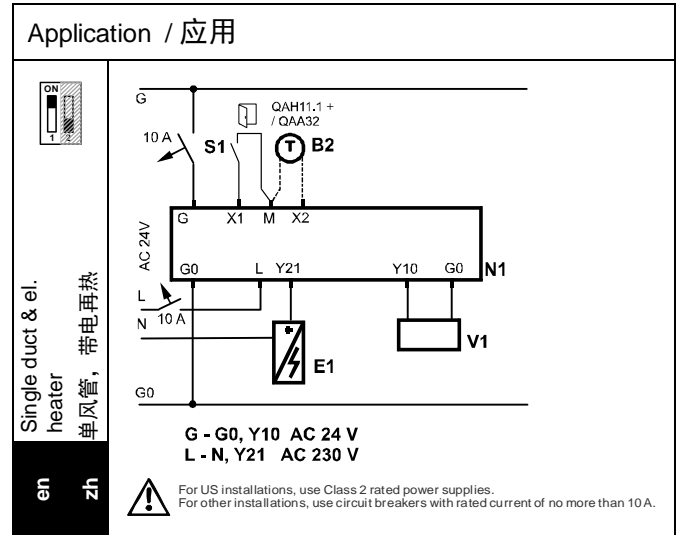 Application / 应用
ON
1 2
G
10 A
S1
QAH11.1 +
/ QAA32
T
B2
AC 24V
G X1 M X2
G0 L Y21 Y10 G0
N1
L
10 A
N
E1
V1
G0
G - G0, Y10 AC 24 V
L - N, Y21 AC 230 V
Single duct & el.
heater
单风管，带电再热
en
zh
For US installations, use Class 2 rated power supplies.
For other installations, use circuit breakers with rated current of no more than 10 A.